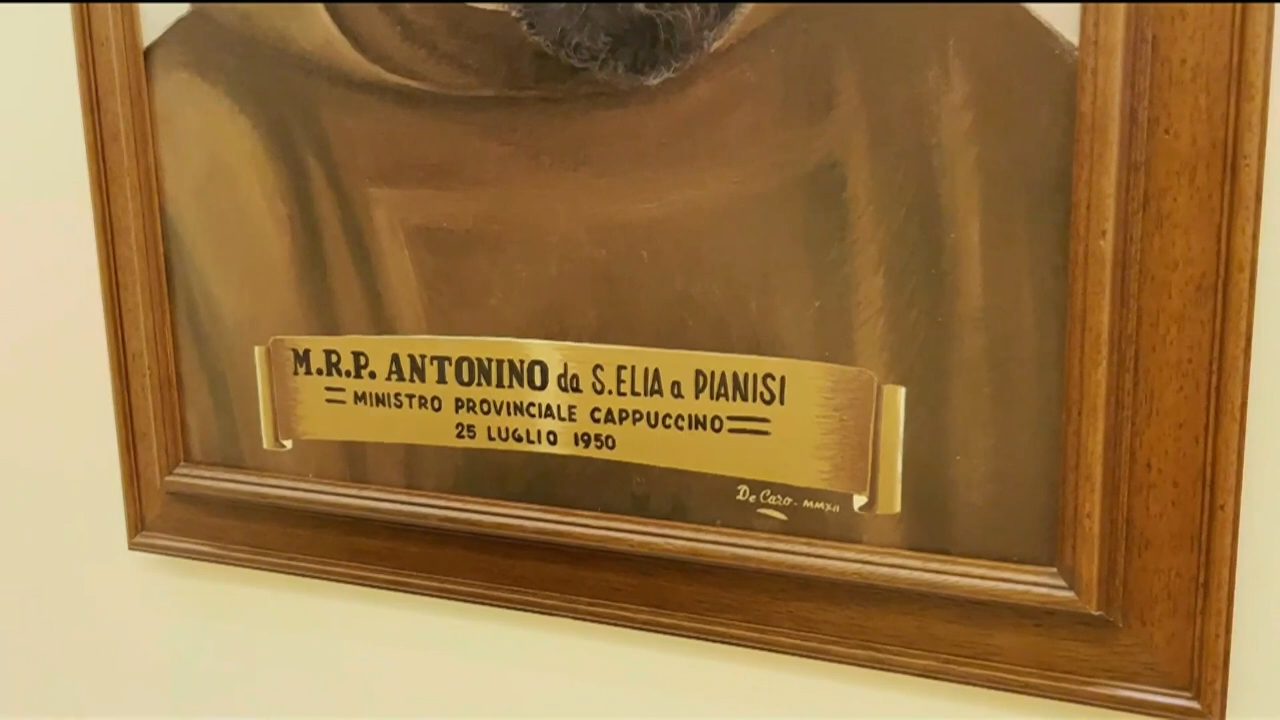 M.R.P. ANTONINO da S.ELIA a PIANISI
MINISTRO PROVINCIALE CAPPUCCINO
25 LUGLIO 1950
De Caro - MMXII